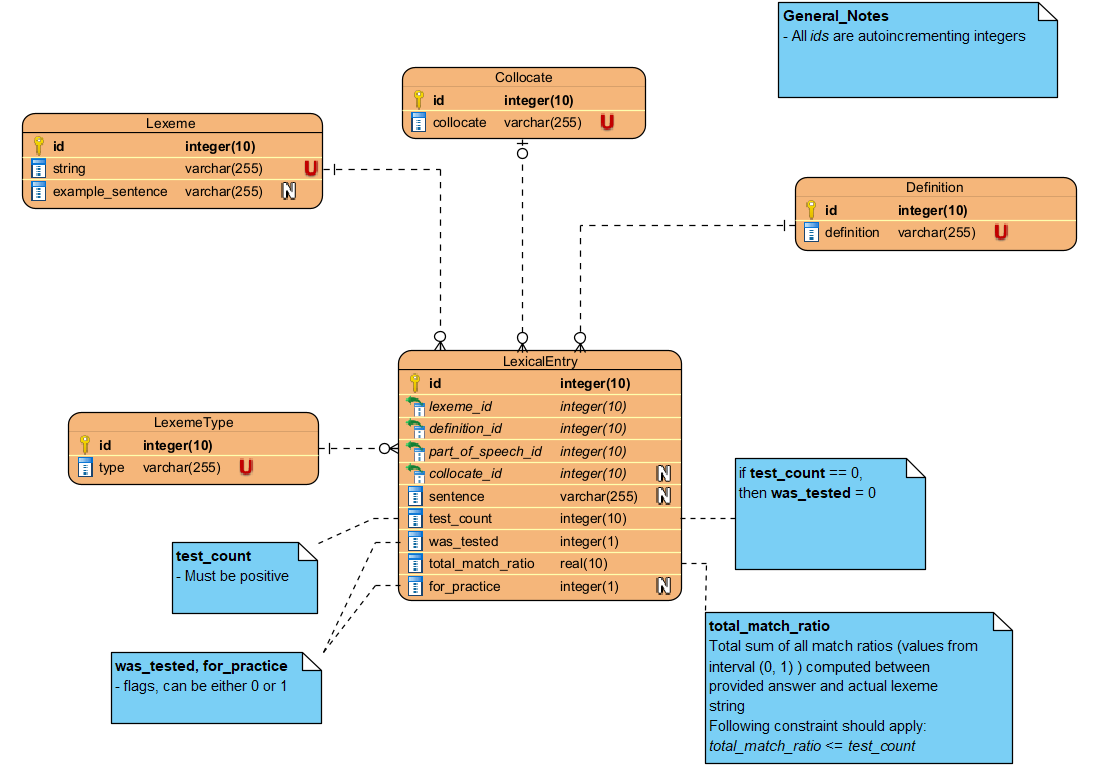 General_Notes
- All ids are autoincrementing integers
Collocate
id integer(10)
collocate varchar(255) U
Lexeme
id integer(10)
string varchar(255) U
example_sentence varchar(255) N
Definition
id integer(10)
definition varchar(255) U
LexicalEntry
id integer(10)
lexeme_id integer(10)
definition_id integer(10)
part_of_speech_id integer(10)
collocate_id integer(10) N
sentence varchar(255) N
test_count integer(10)
was_tested integer(1)
total_match_ratio real(10)
for_practice integer(1) N
LexemeType
id integer(10)
type varchar(255) U
if test_count == 0,
then was_tested = 0
test_count
- Must be positive
was_tested, for_practice
- flags, can be either 0 or 1
total_match_ratio
Total sum of all match ratios (values from
interval (0, 1) ) computed between
provided answer and actual lexeme
string
Following constraint should apply:
total_match_ratio <= test_count